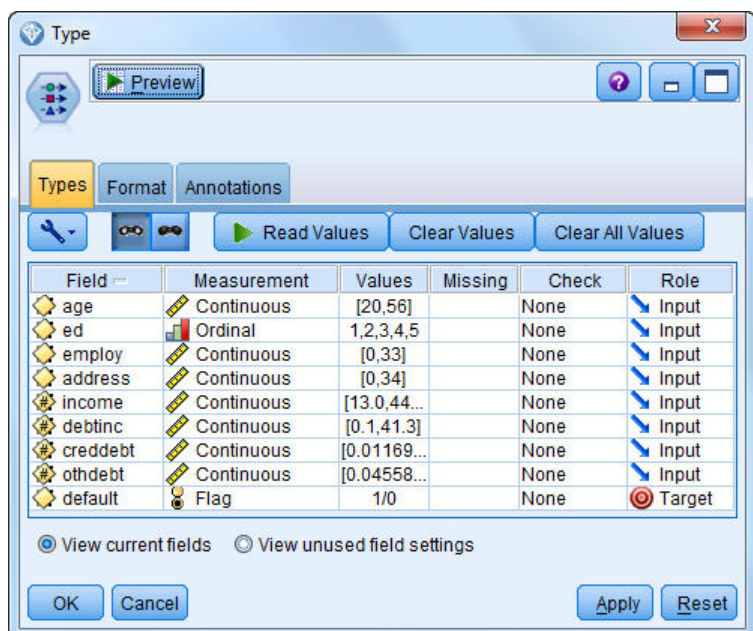 Type
Preview
Types Format Annotations
Read Values Clear Values Clear All Values
Field Measurement Values Missing Check Role
age Continuous [20,56] None Input
ed Ordinal 1,2,3,4,5 None Input
employ Continuous [0,33] None Input
address Continuous [0,34] None Input
income Continuous [13.0,44... None Input
debtinc Continuous [0.1,41.3] None Input
creddebt Continuous [0.01169... None Input
othdebt Continuous [0.04558... None Input
default Flag 1/0 None Target
View current fields View unused field settings
OK Cancel Apply Reset